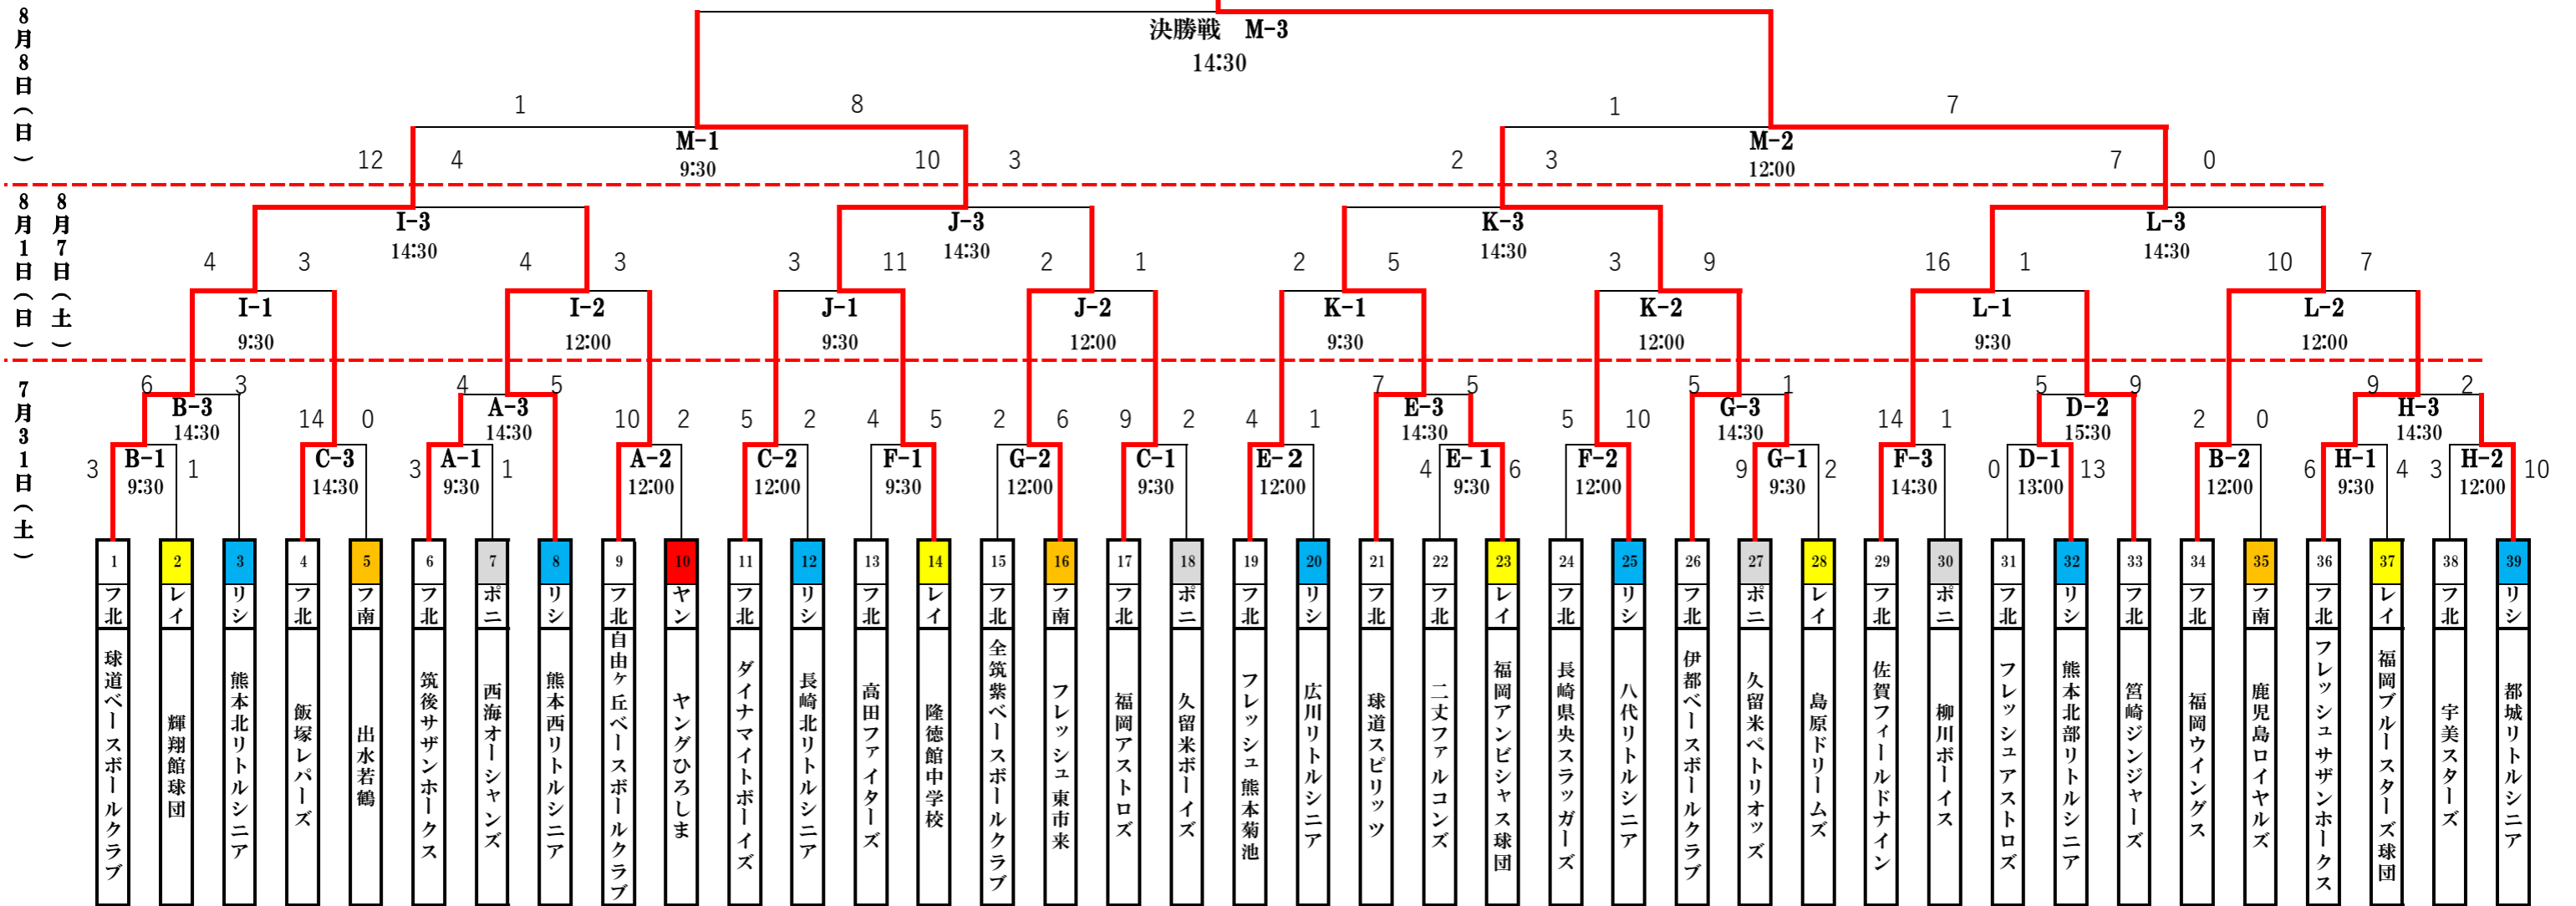 8月8日(日)
8月7日(土)
8月1日(日)
7月31日(土)
決勝戦 M-3
14:30
1 8 1 7
M-1 M-2
9:30 12:00
12 4 10 3 2 3 7 0
I-3 J-3 K-3 L-3
14:30 14:30 14:30 14:30
4 3 4 3 3 11 2 1 2 5 3 9 16 1 10 7
I-1 I-2 J-1 J-2 K-1 K-2 L-1 L-2
9:30 12:00 9:30 12:00 9:30 12:00 9:30 12:00
6 3 4 5 7 5 5 1 5 9 9 2
B-3 A-3 E-3 G-3 D-2 H-3
14:30 14:30 14:30 14:30 15:30 14:30
14 0 10 2 5 2 4 5 2 6 9 2 4 1 5 10 14 1 2 0
B-1 C-3 A-1 A-2 C-2 F-1 G-2 C-1 E-2 E-1 F-2 G-1 F-3 D-1 B-2 H-1 H-2
3 1 3 1 4 6 9 2 0 13 6 4 3 10
9:30 14:30 9:30 12:00 12:00 9:30 12:00 9:30 12:00 9:30 12:00 9:30 14:30 13:00 12:00 9:30 12:00
1 フ北 球道ベースボールクラブ
2 レイ 輝翔館球団
3 リシ 熊本北リトルシニア
4 フ北 飯塚レパーズ
5 フ南 出水若鶴
6 フ北 筑後サザンホークス
7 ポニ 西海オーシャンズ
8 リシ 熊本西リトルシニア
9 フ北 自由ヶ丘ベースボールクラブ
10 ヤン ヤングひろしま
11 フ北 ダイナマイトボーイズ
12 リシ 長崎北リトルシニア
13 フ北 高田ファイターズ
14 レイ 隆徳館中学校
15 フ北 全筑紫ベースボールクラブ
16 フ南 フレッシュ東市来
17 フ北 福岡アストロズ
18 ポニ 久留米ボーイズ
19 フ北 フレッシュ熊本菊池
20 リシ 広川リトルシニア
21 フ北 球道スピリッツ
22 フ北 二丈ファルコンズ
23 レイ 福岡アンビシャス球団
24 フ北 長崎県央スラッガーズ
25 リシ 八代リトルシニア
26 フ北 伊都ベースボールクラブ
27 ポニ 久留米ペトリオッズ
28 レイ 島原ドリームズ
29 フ北 佐賀フィールドナイン
30 ポニ 柳川ボーイス
31 フ北 フレッシュアストロズ
32 リシ 熊本北部リトルシニア
33 フ北 筥崎ジンジャーズ
34 フ北 福岡ウイングス
35 フ南 鹿児島ロイヤルズ
36 フ北 フレッシュサザンホークス
37 レイ 福岡ブルースターズ球団
38 フ北 宇美スターズ
39 リシ 都城リトルシニア